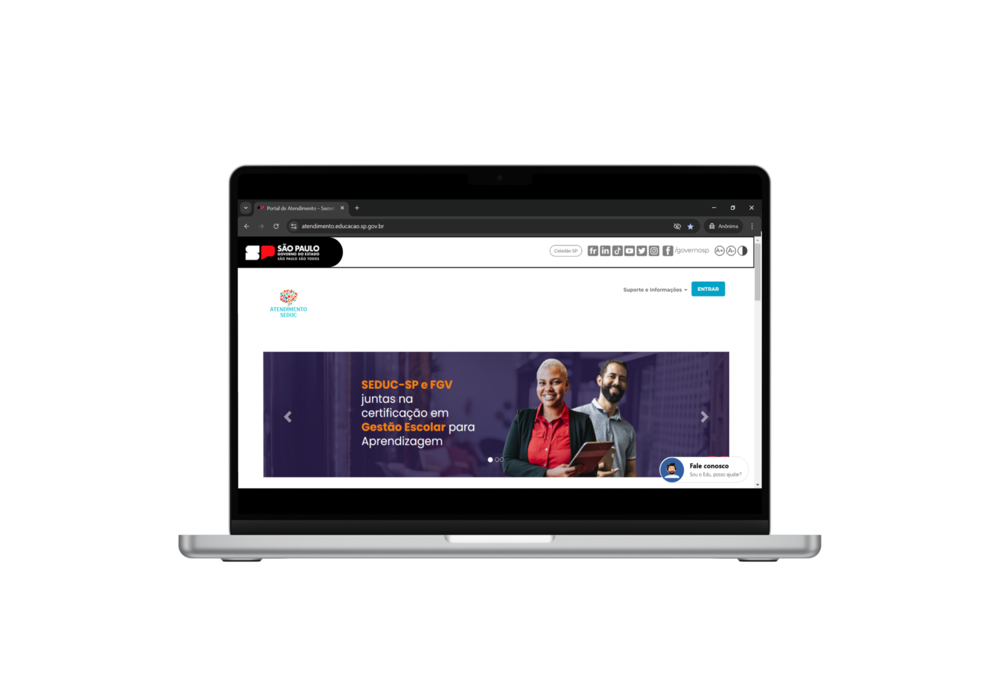 Portal de Atendimento – Secret
atendimento.educacao.sp.gov.br
Anônima
SÃO PAULO
GOVERNO DO ESTADO
SÃO PAULO SÃO TODOS
Cidadão SP
/governosp
A+ A-
Suporte e Informações
ENTRAR
ATENDIMENTO
SEDUC
SEDUC-SP e FGV
juntas na
certificação em
Gestão Escolar para
Aprendizagem
Fale conosco
Sou o Edu, posso ajudar?